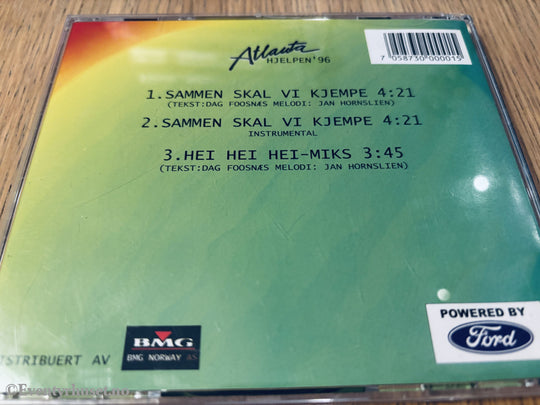 Atlanta
HJELPEN'96
7 058730 000015
1.SAMMEN SKAL VI KJEMPE 4:21
(TEKST:DAG FOOSNÆS MELODI: JAN HORNSLIEN)
2.SAMMEN SKAL VI KJEMPE 4:21
INSTRUMENTAL
3.HEI HEI HEI-MIKS 3:45
(TEKST:DAG FOOSNÆS MELODI: JAN HORNSLIEN)
POWERED BY
Ford
ISTRIBUERT AV
BMG
BMG NORWAY AS